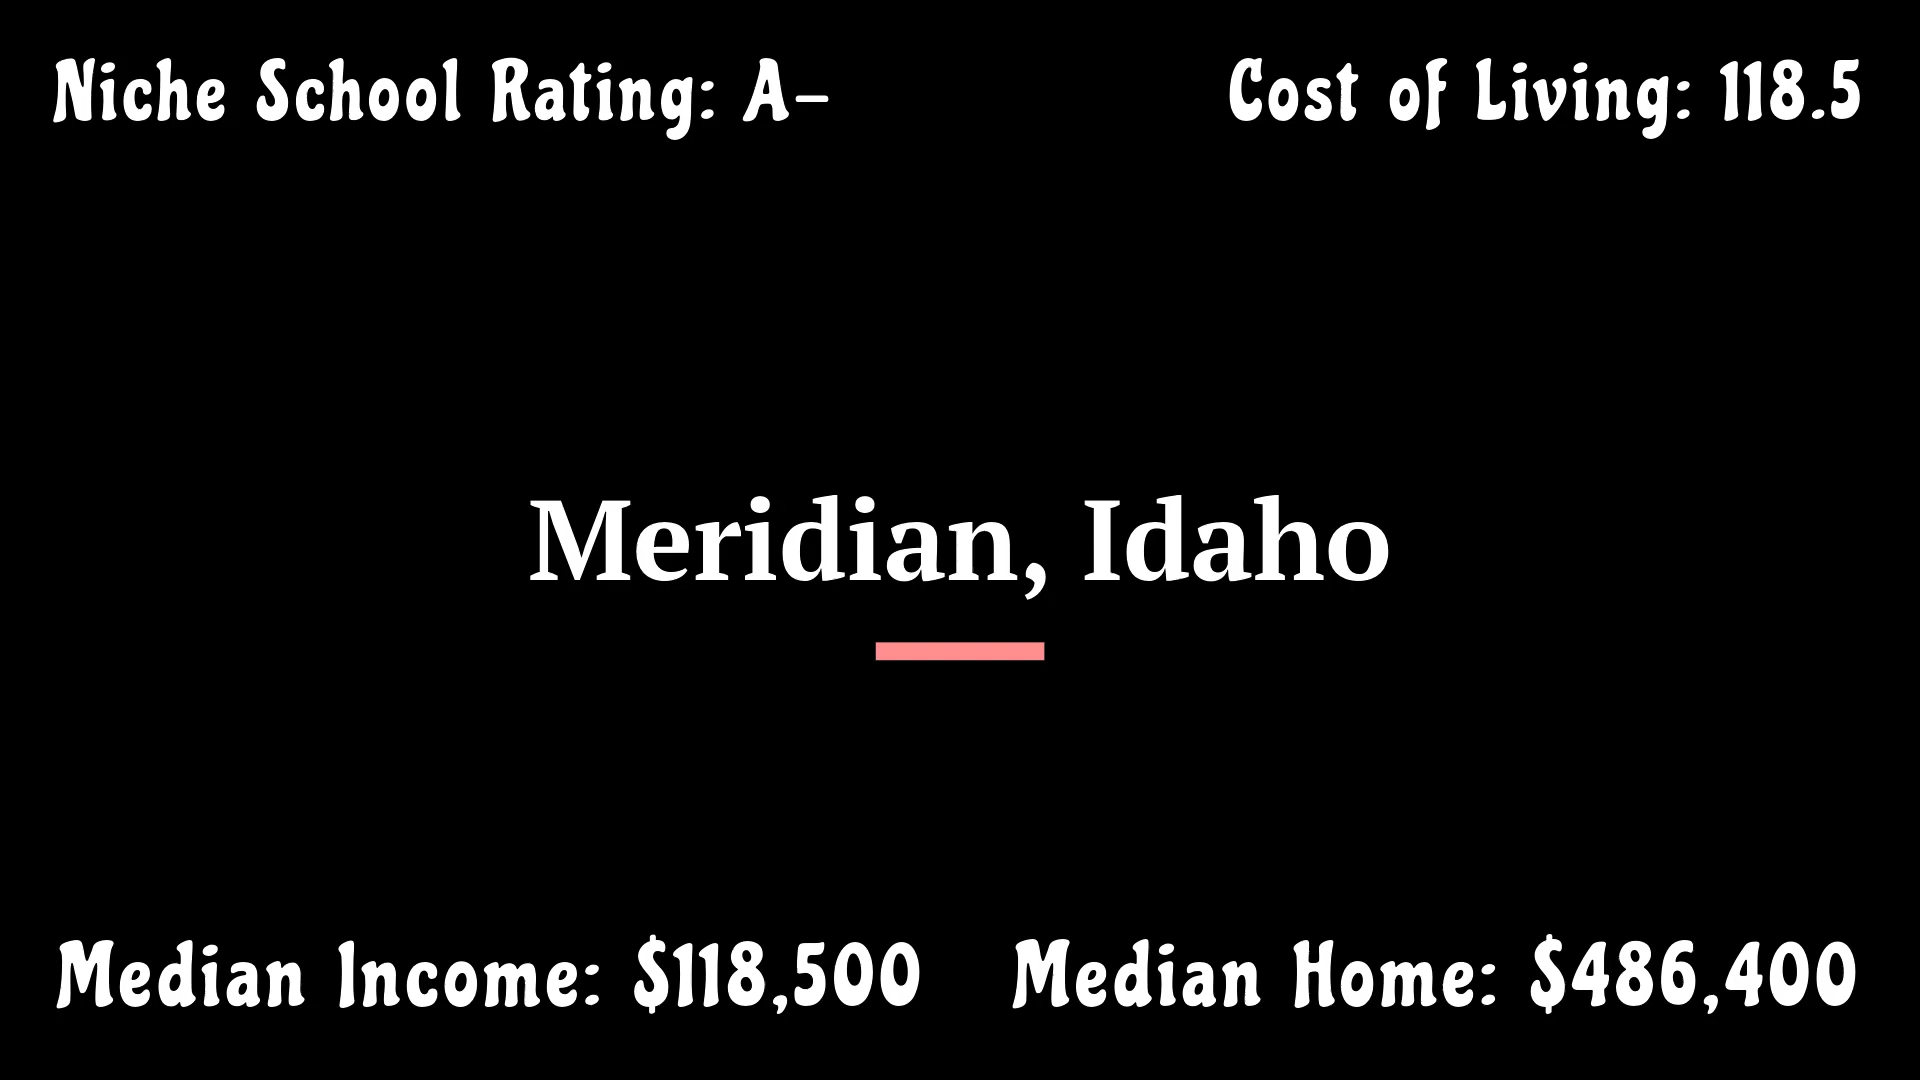 Niche School Rating: A-
Cost of Living: 118.5
Meridian, Idaho
Median Income: $118,500
Median Home: $486,400